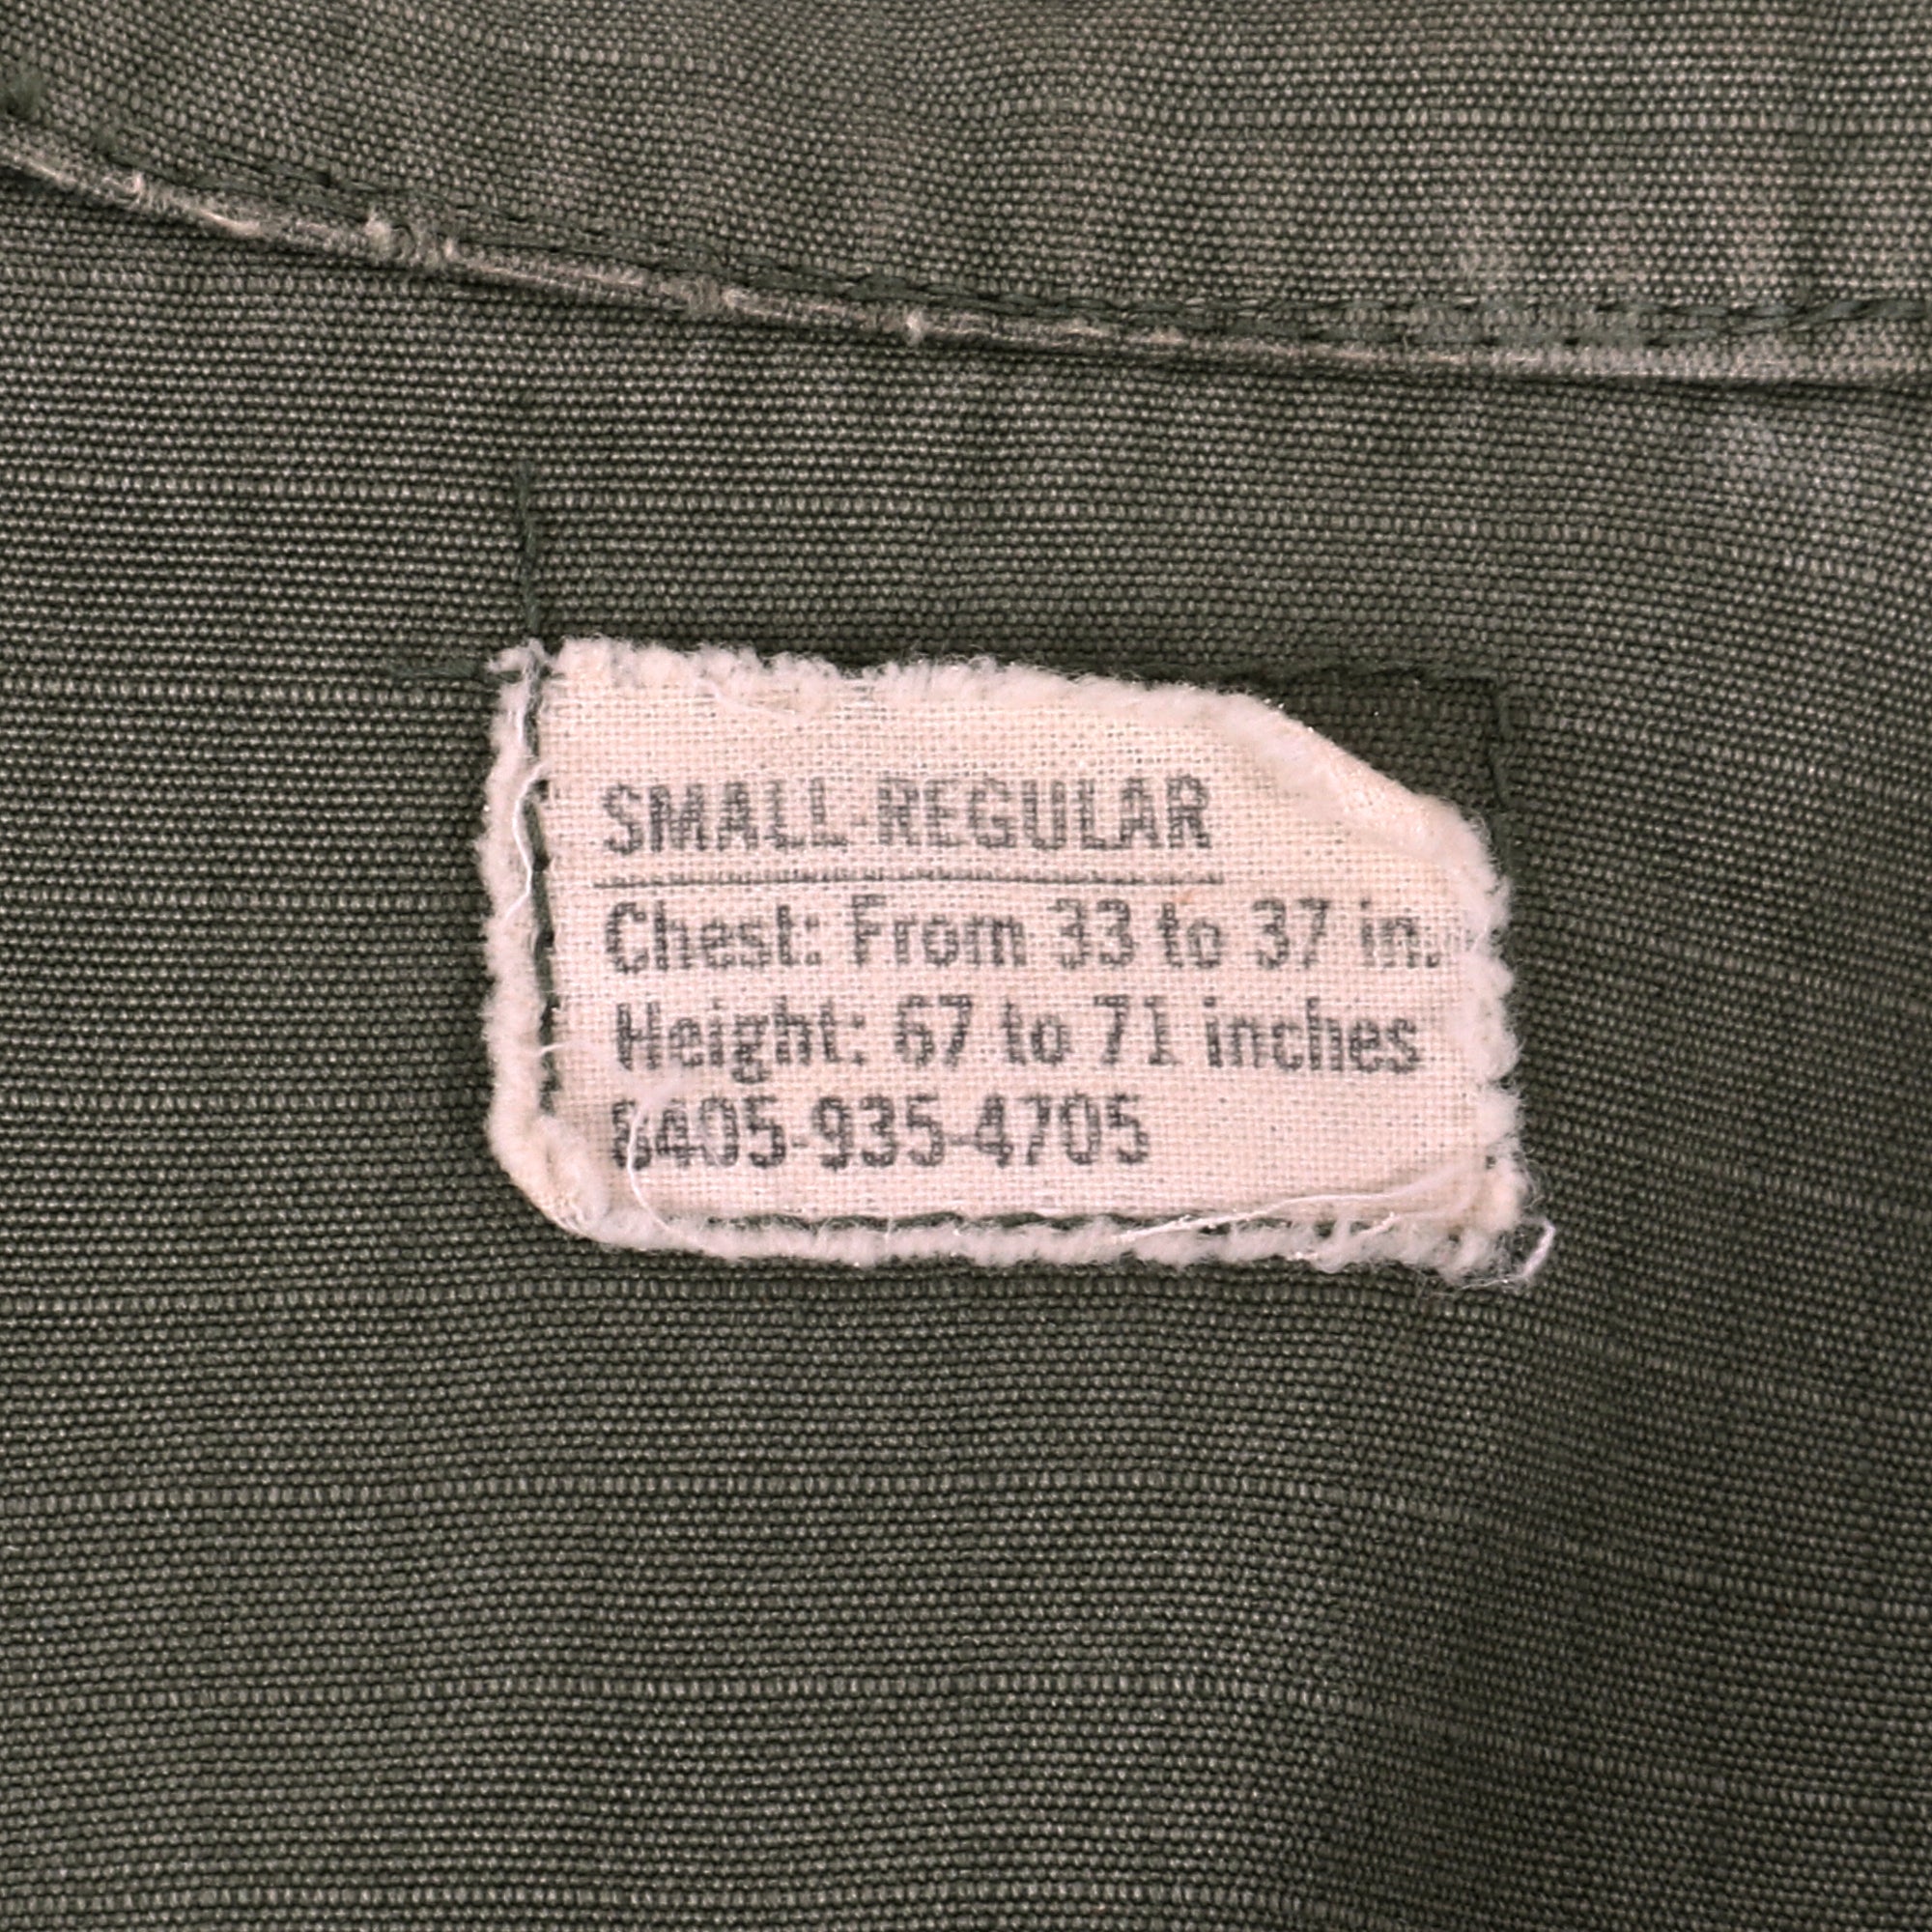 SMALL-REGULAR
Chest: From 33 to 37 in.
Height: 67 to 71 inches
8405-935-4705